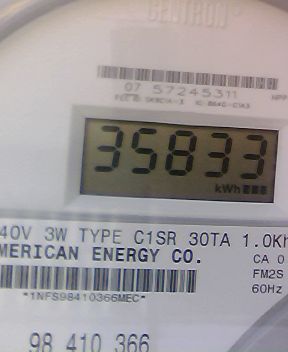 CENTRON
07 57245311
35833
kWh
40V 3W TYPE C1SR 30TA 1.0Kh
MERICAN ENERGY CO.
CA 0
FM2S
60Hz
*1NFS98410366MEC*
98 410 366